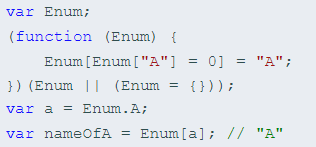 var Enum;
(function (Enum) {
    Enum[Enum["A"] = 0] = "A";
})(Enum || (Enum = {}));
var a = Enum.A;
var nameOfA = Enum[a]; // "A"